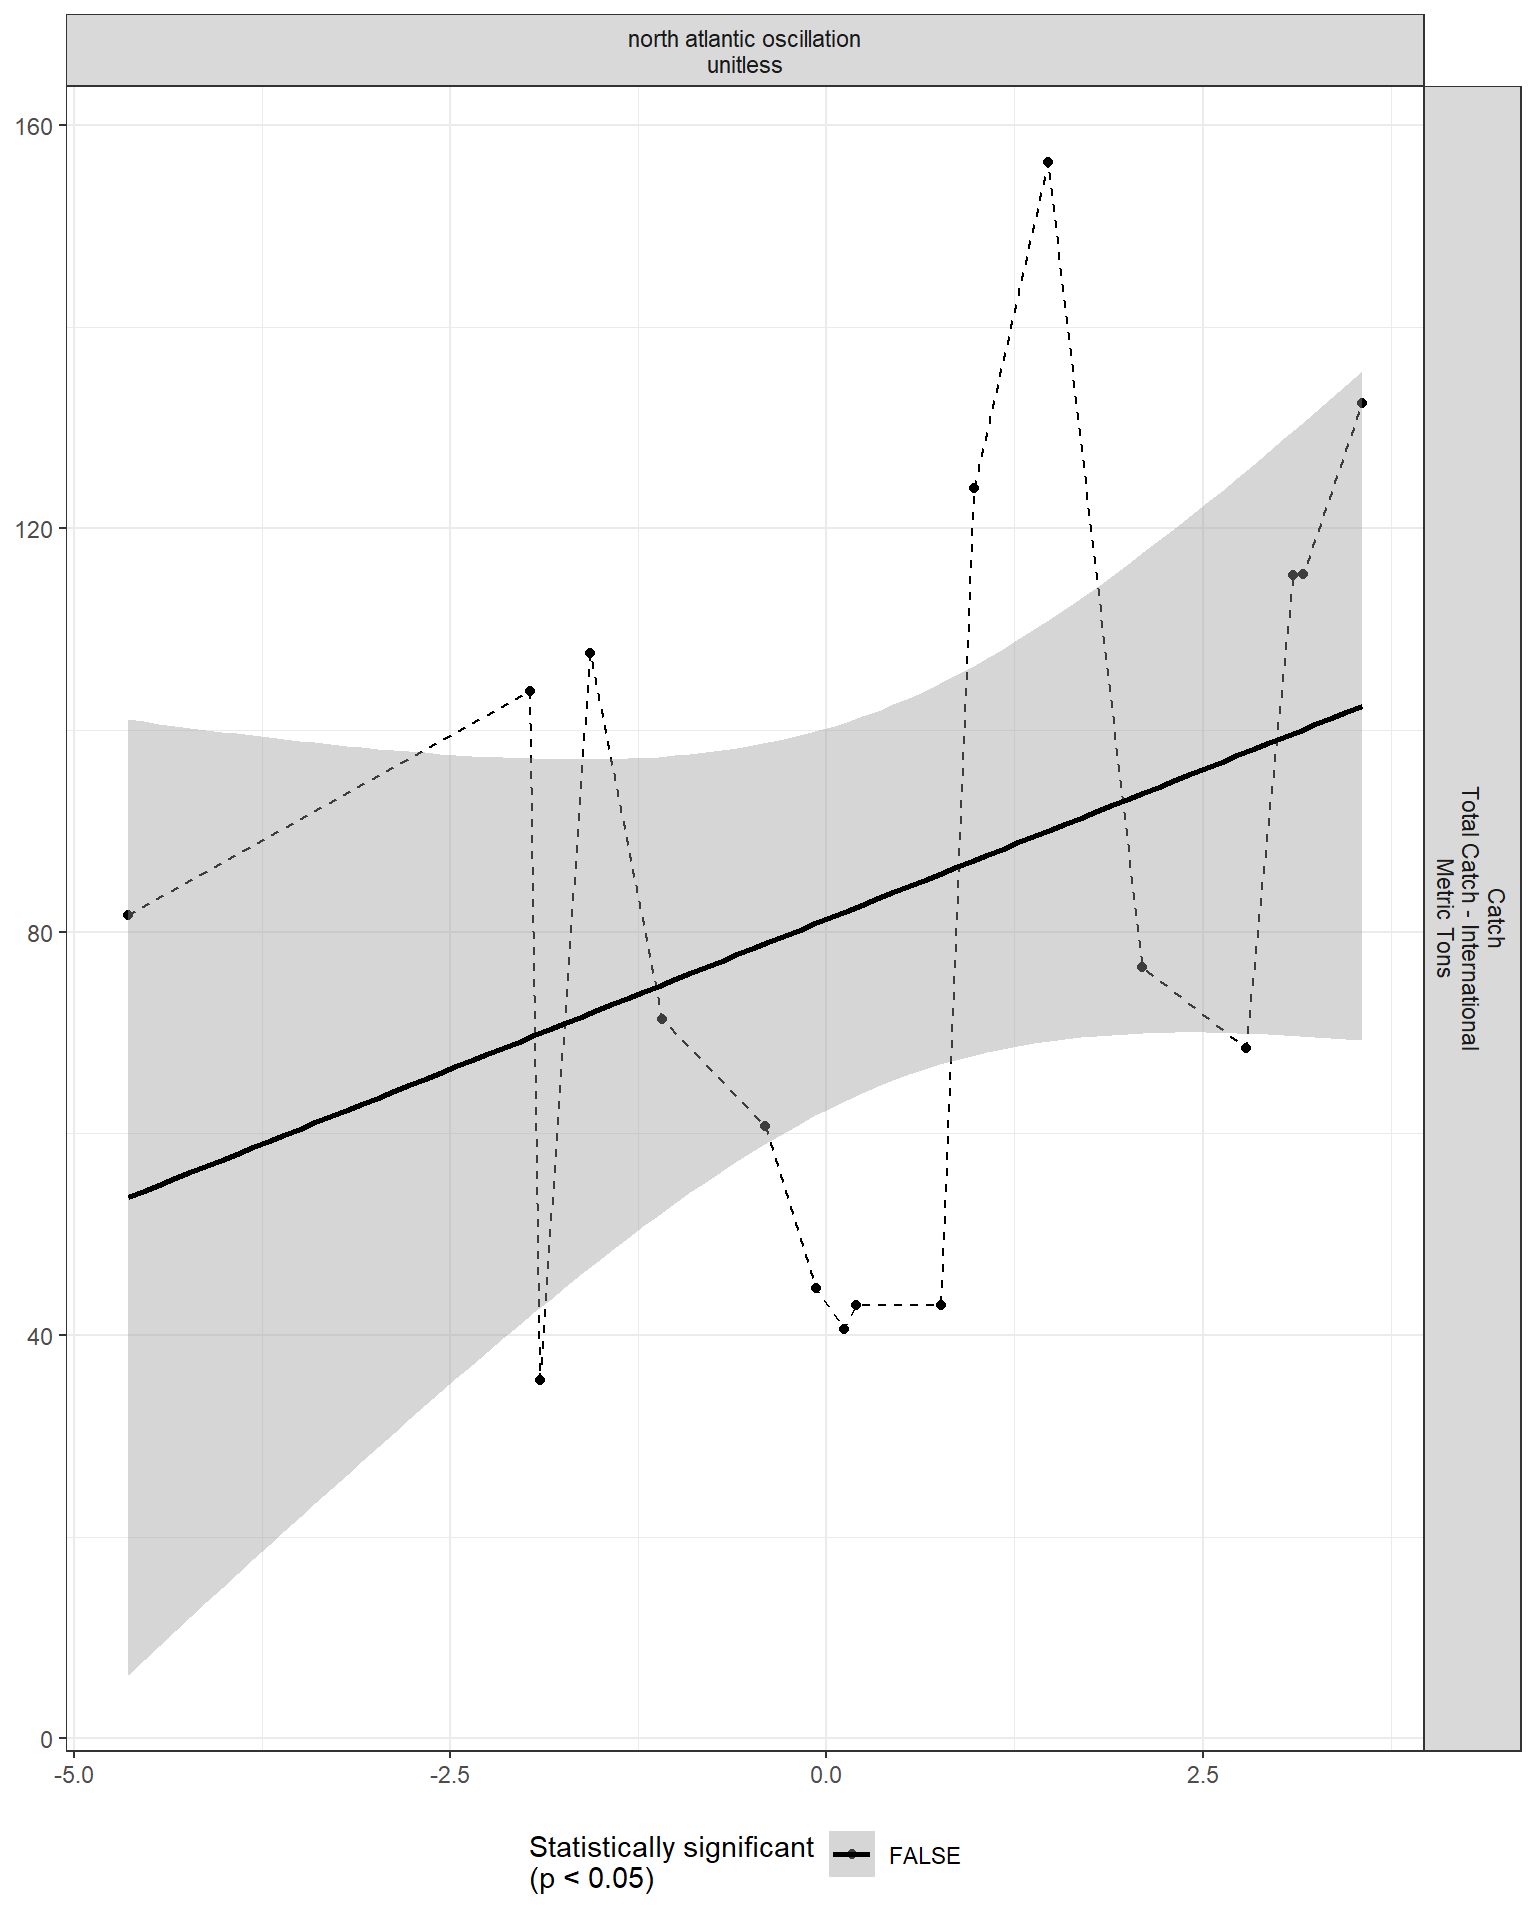 north atlantic oscillation
unitless
160
120
80
40
0
Catch
Total Catch - International
Metric Tons
-5.0
-2.5
0.0
2.5
Statistically significant
(p < 0.05)
FALSE